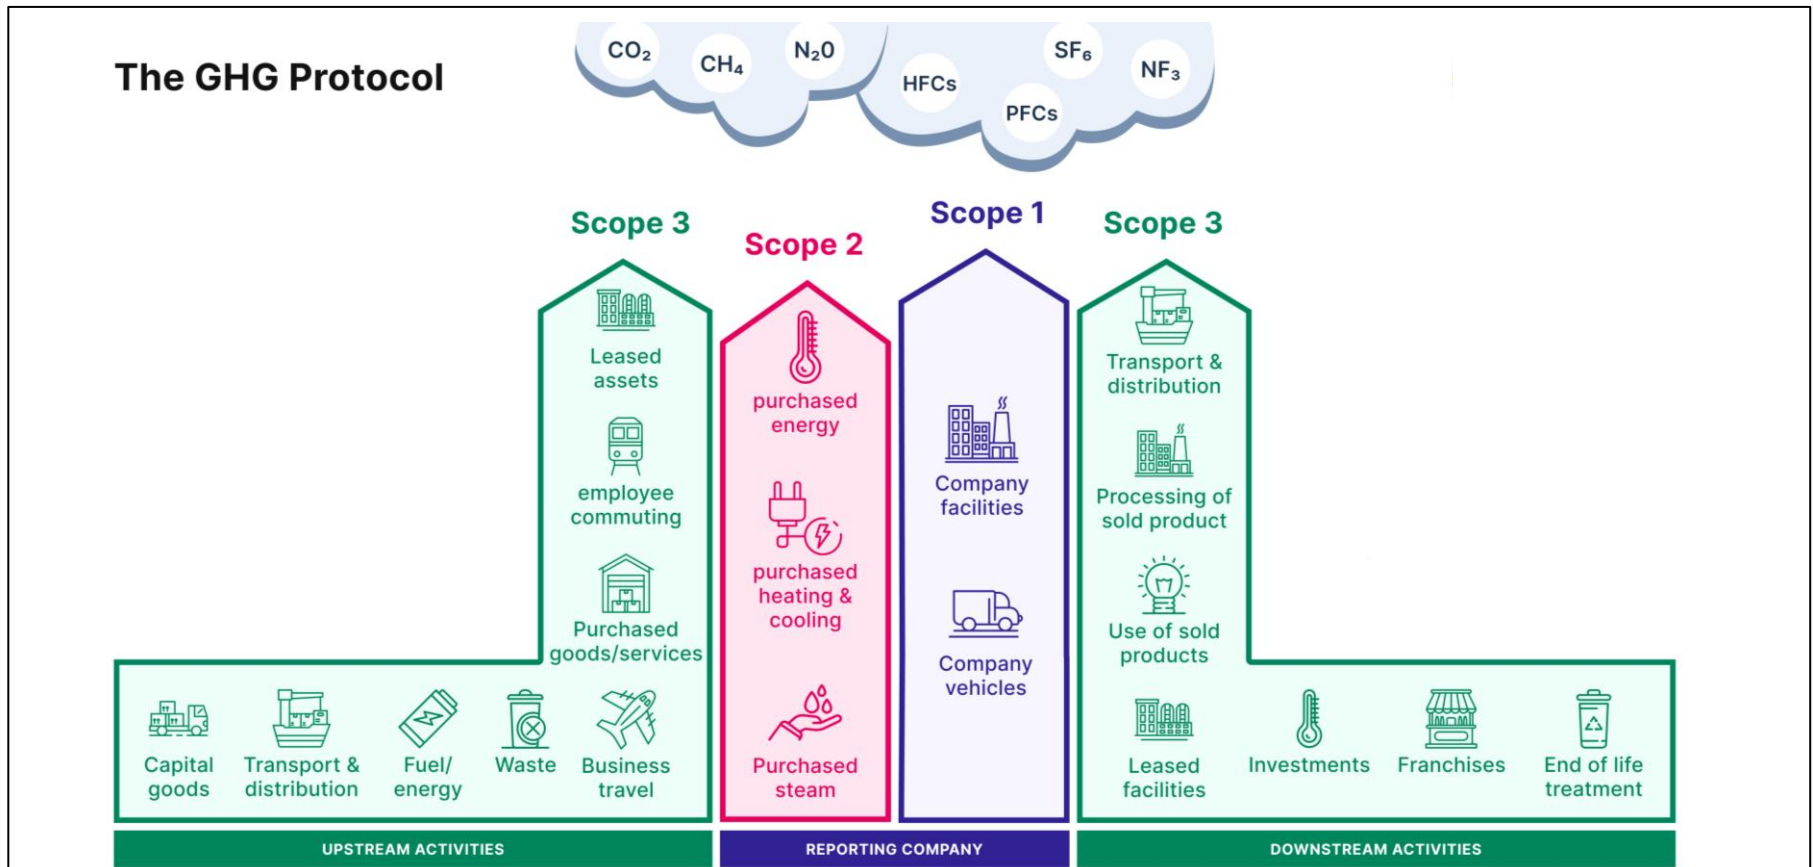 The GHG Protocol
CO₂
CH₄
N₂0
HFCs
PFCs
SF₆
NF₃
Scope 3
Leased
assets
employee
commuting
Purchased
goods/services
Capital
goods
Transport &
distribution
Fuel/
energy
Waste
Business
travel
UPSTREAM ACTIVITIES
Scope 2
purchased
energy
purchased
heating &
cooling
Purchased
steam
Scope 1
Company
facilities
Company
vehicles
REPORTING COMPANY
Scope 3
Transport &
distribution
Processing of
sold product
Use of sold
products
Leased
facilities
Investments
Franchises
End of life
treatment
DOWNSTREAM ACTIVITIES